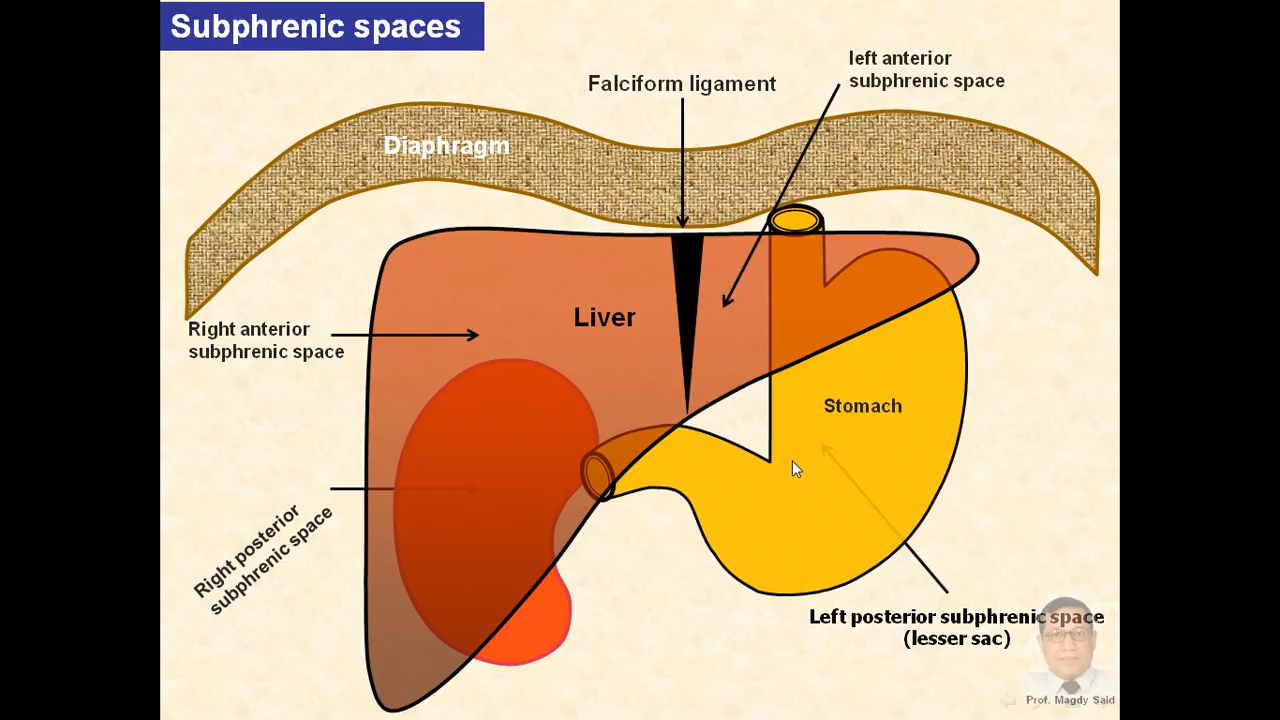 Subphrenic spaces
left anterior
subphrenic space
Falciform ligament
Diaphragm
Liver
Right anterior
subphrenic space
Stomach
Right posterior
subphrenic space
Left posterior subphrenic space
(lesser sac)
Prof. Magdy Said